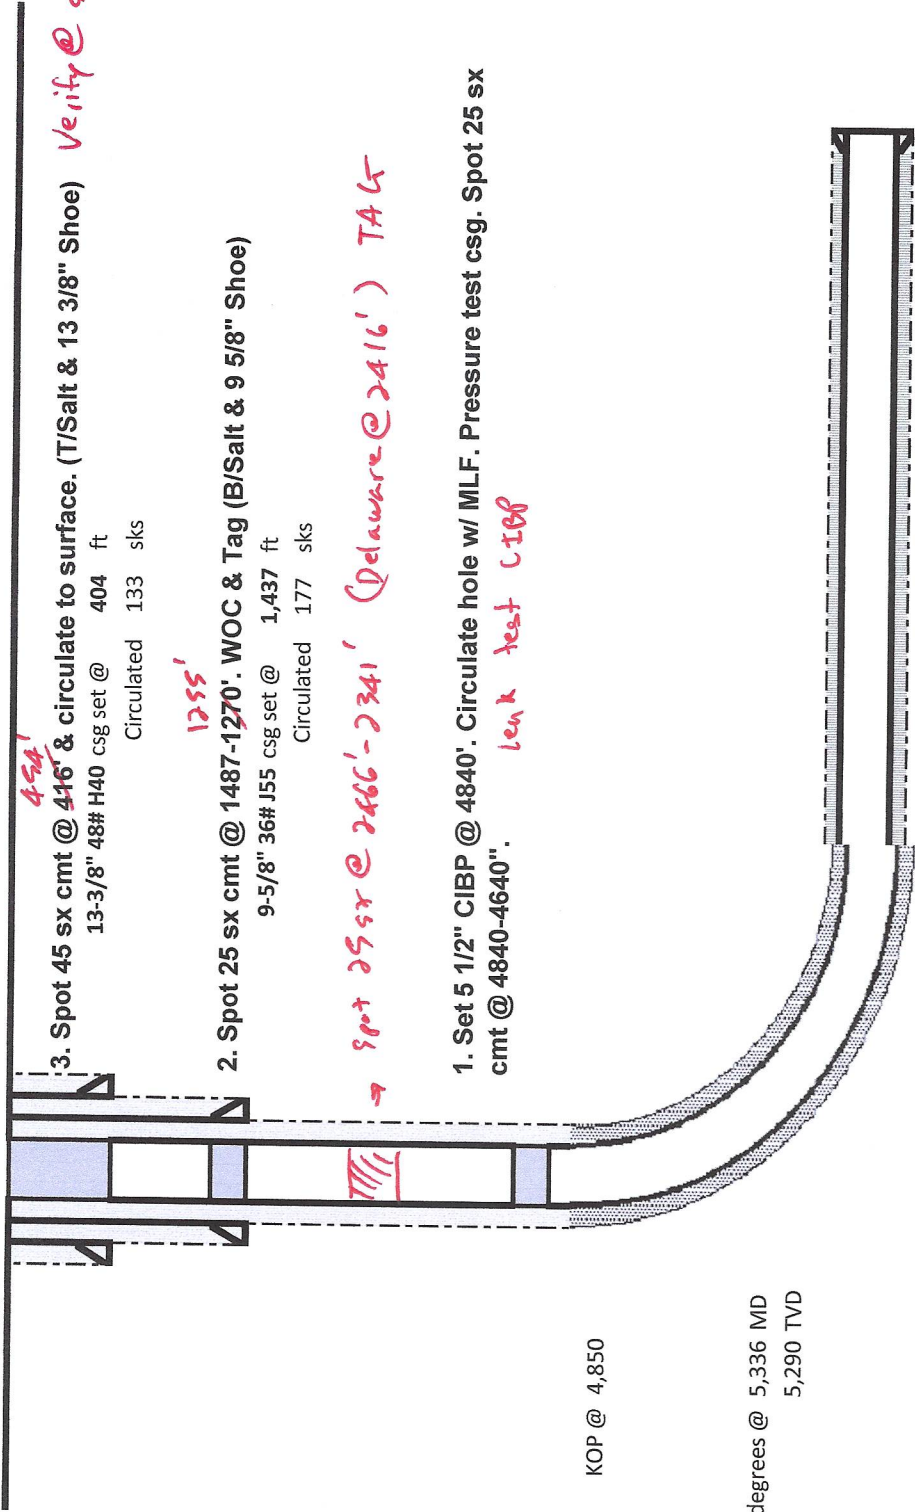 454'
3. Spot 45 sx cmt @ 416' & circulate to surface. (T/Salt & 13 3/8" Shoe) Verify @
13-3/8" 48# H40 csg set @ 404 ft
Circulated 133 sks
1255'
2. Spot 25 sx cmt @ 1487-1270'. WOC & Tag (B/Salt & 9 5/8" Shoe)
9-5/8" 36# J55 csg set @ 1,437 ft
Circulated 177 sks
→ Spot 25 sx @ 2466'-2341' (Delaware @ 2416') TAG
1. Set 5 1/2" CIBP @ 4840'. Circulate hole w/ MLF. Pressure test csg. Spot 25 sx
cmt @ 4840-4640".
leak test CIBP
KOP @ 4,850
degrees @ 5,336 MD
5,290 TVD